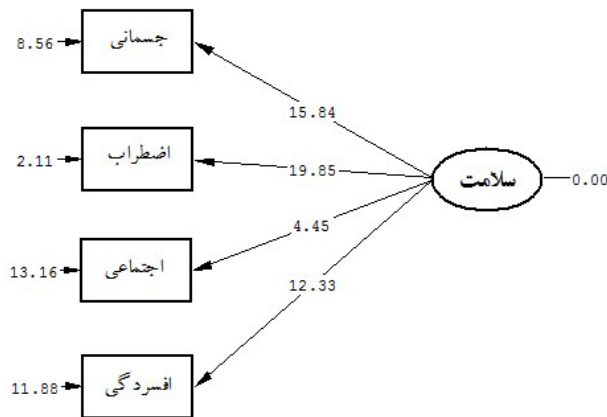 8.56
جسمانی
15.84
2.11
اضطراب
19.85
سلامت
0.00
4.45
13.16
اجتماعی
12.33
11.88
افسردگی